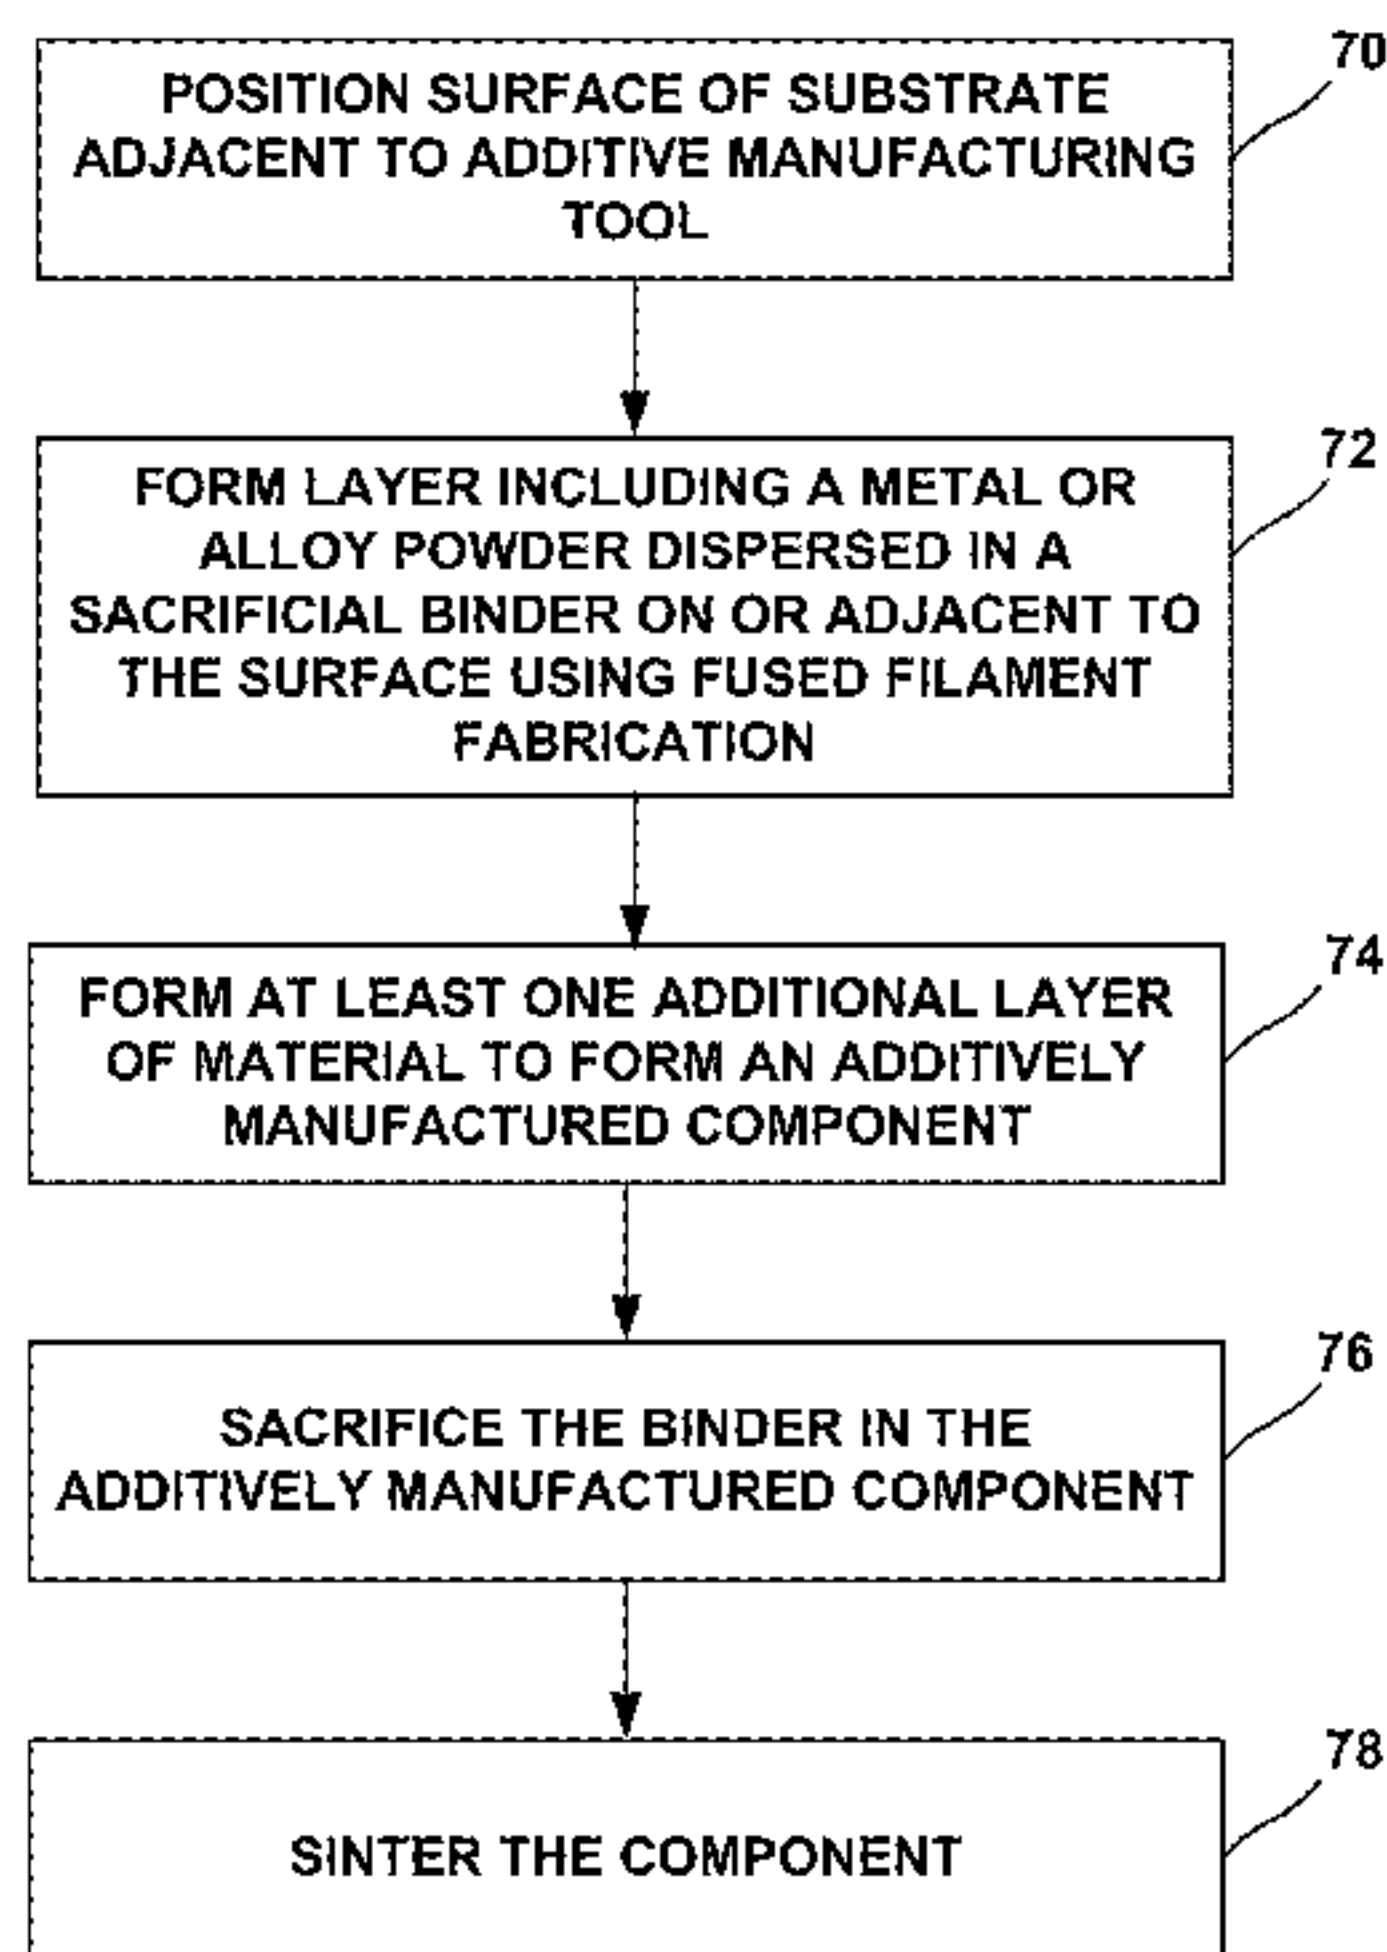 70
POSITION SURFACE OF SUBSTRATE
ADJACENT TO ADDITIVE MANUFACTURING
TOOL
72
FORM LAYER INCLUDING A METAL OR
ALLOY POWDER DISPERSED IN A
SACRIFICIAL BINDER ON OR ADJACENT TO
THE SURFACE USING FUSED FILAMENT
FABRICATION
74
FORM AT LEAST ONE ADDITIONAL LAYER
OF MATERIAL TO FORM AN ADDITIVELY
MANUFACTURED COMPONENT
76
SACRIFICE THE BINDER IN THE
ADDITIVELY MANUFACTURED COMPONENT
78
SINTER THE COMPONENT